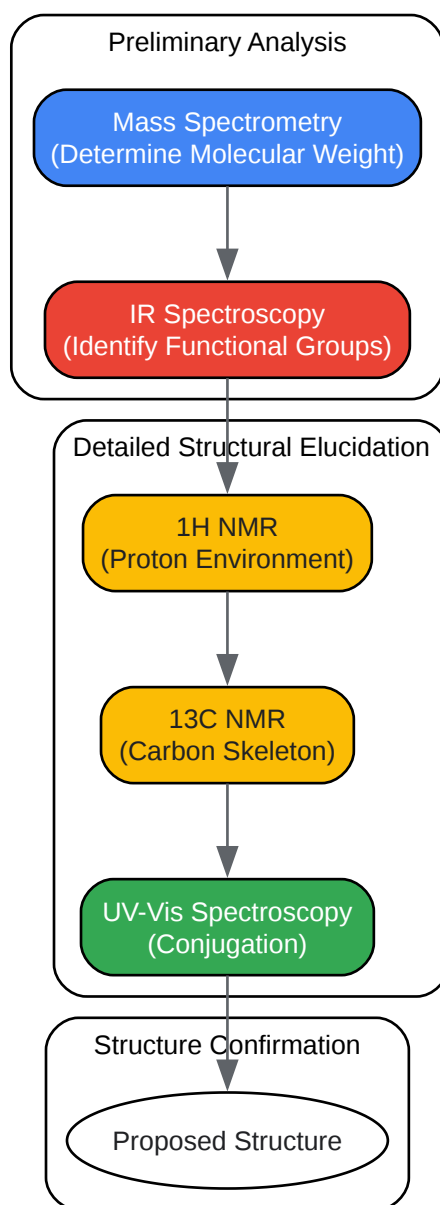 Preliminary Analysis
Mass Spectrometry
(Determine Molecular Weight)
IR Spectroscopy
(Identify Functional Groups)
Detailed Structural Elucidation
1H NMR
(Proton Environment)
13C NMR
(Carbon Skeleton)
UV-Vis Spectroscopy
(Conjugation)
Structure Confirmation
Proposed Structure